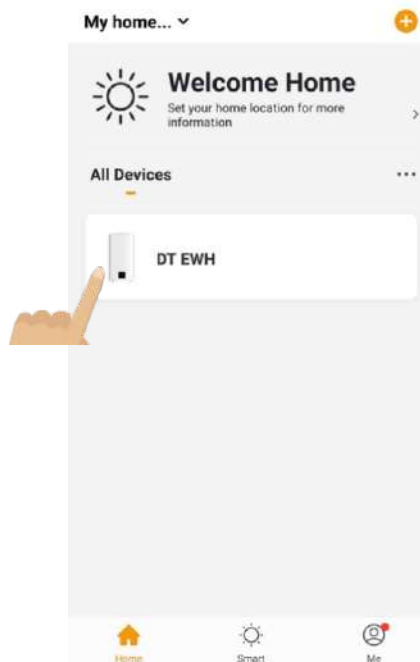 My home...
Welcome Home
Set your home location for more
information
All Devices
DT EWH
Home
Smart
Me